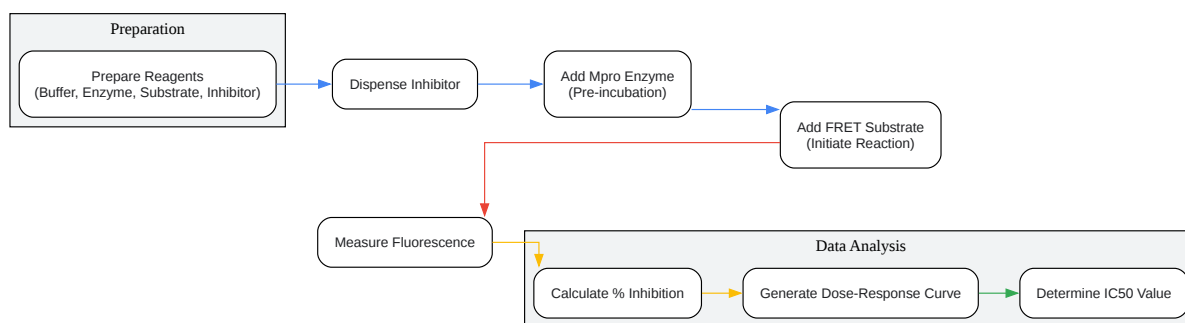 Preparation
Prepare Reagents
(Buffer, Enzyme, Substrate, Inhibitor)
Dispense Inhibitor
Add Mpro Enzyme
(Pre-incubation)
Add FRET Substrate
(Initiate Reaction)
Measure Fluorescence
Data Analysis
Calculate % Inhibition
Generate Dose-Response Curve
Determine IC50 Value